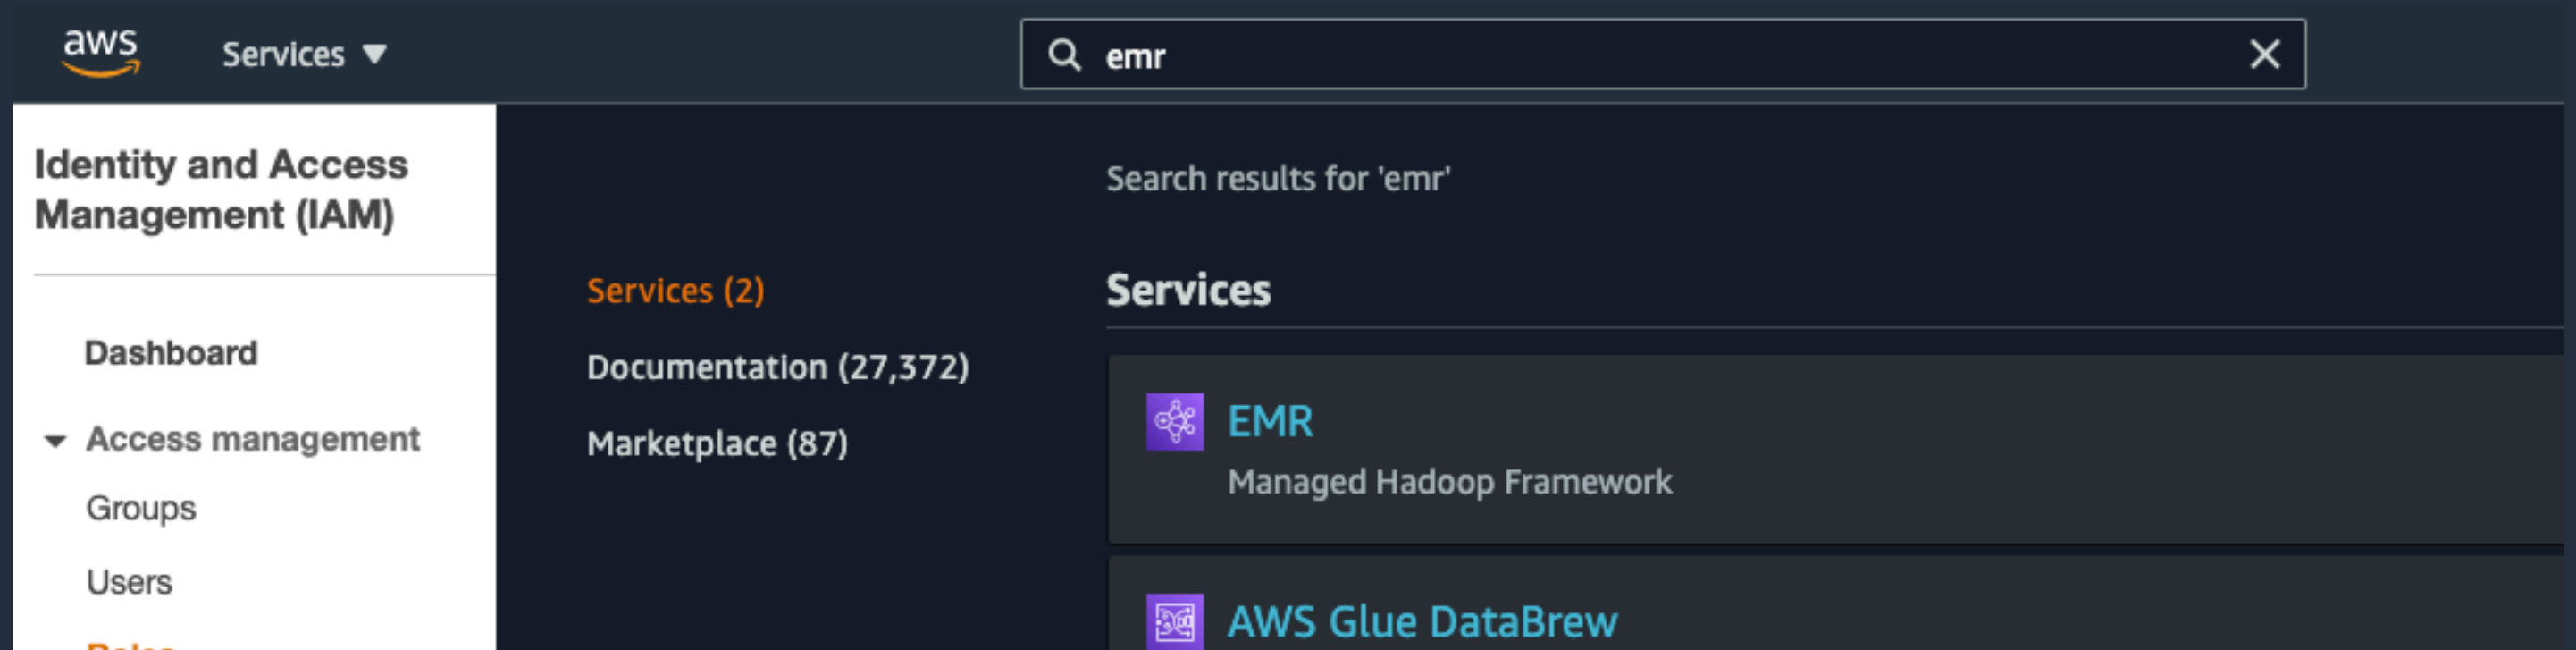 aws
Services
emr
Identity and Access
Management (IAM)
Dashboard
Access management
Groups
Users
Roles
Search results for 'emr'
Services (2)
Documentation (27,372)
Marketplace (87)
Services
EMR
Managed Hadoop Framework
AWS Glue DataBrew